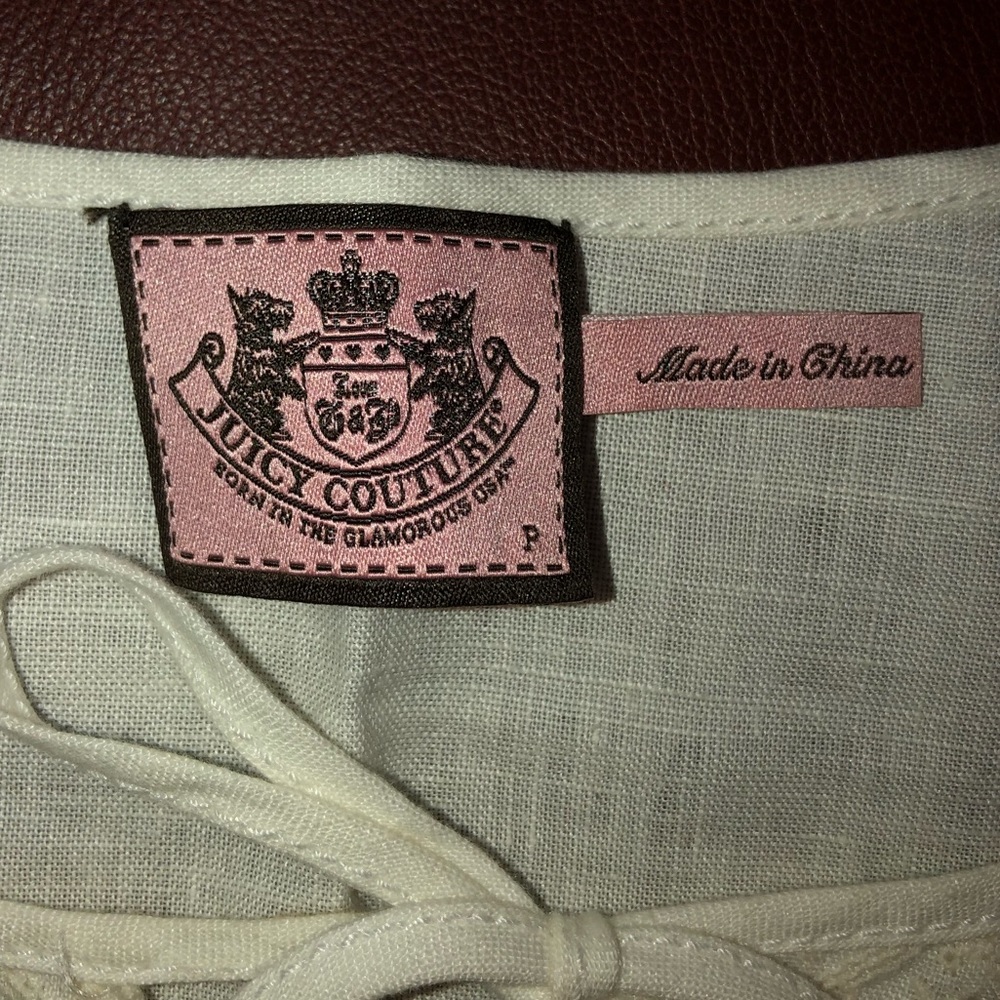 Love
G&P
JUICY COUTURE®
BORN IN THE GLAMOROUS USA™
P
Made in China